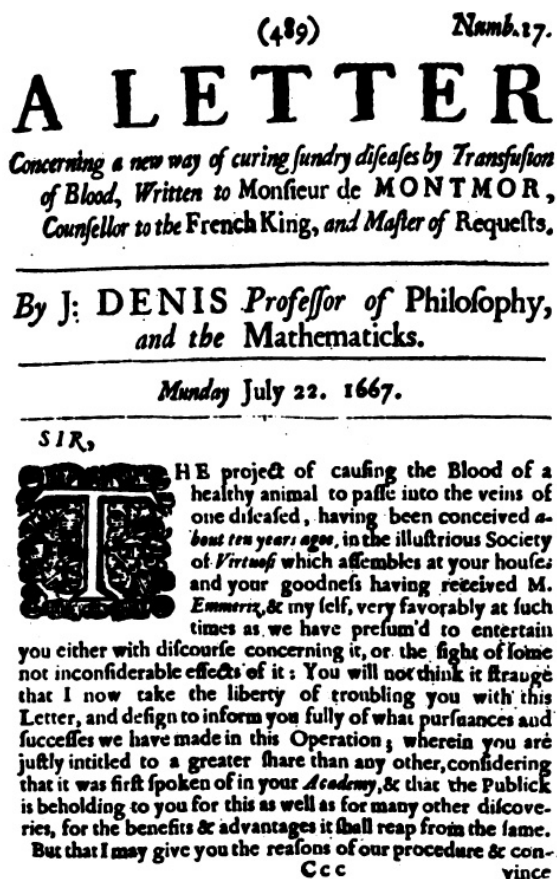 (489) Numb.27.
A LETTER
Concerning a new way of curing ſundry diſeaſes by Transfuſion
of Blood, Written to Monſieur de MONTMOR,
Counſellor to the French King, and Maſter of Requeſts.
By J: DENIS Profeſſor of Philoſophy,
and the Mathematicks.
Munday July 22. 1667.
SIR,
THE project of cauſing the Blood of a
healthy animal to paſſe into the veins of
one diſeaſed, having been conceived a-
bout ten years agoe, in the illuſtrious Society
of Virtuoſi which aſſembles at your houſe;
and your goodneſs having received M.
Emmeriz, & my ſelf, very favorably at ſuch
times as we have preſum'd to entertain
you either with diſcourſe concerning it, or the ſight of ſome
not inconſiderable effects of it: You will not think it ſtrange
that I now take the liberty of troubling you with this
Letter, and deſign to inform you fully of what purſuances and
ſucceſſes we have made in this Operation; wherein you are
juſtly intitled to a greater ſhare than any other, conſidering
that it was firſt ſpoken of in your Academy, & that the Publick
is beholding to you for this as well as for many other diſcove-
ries, for the benefits & advantages it ſhall reap from the ſame.
But that I may give you the reaſons of our procedure & con-
Ccc vince